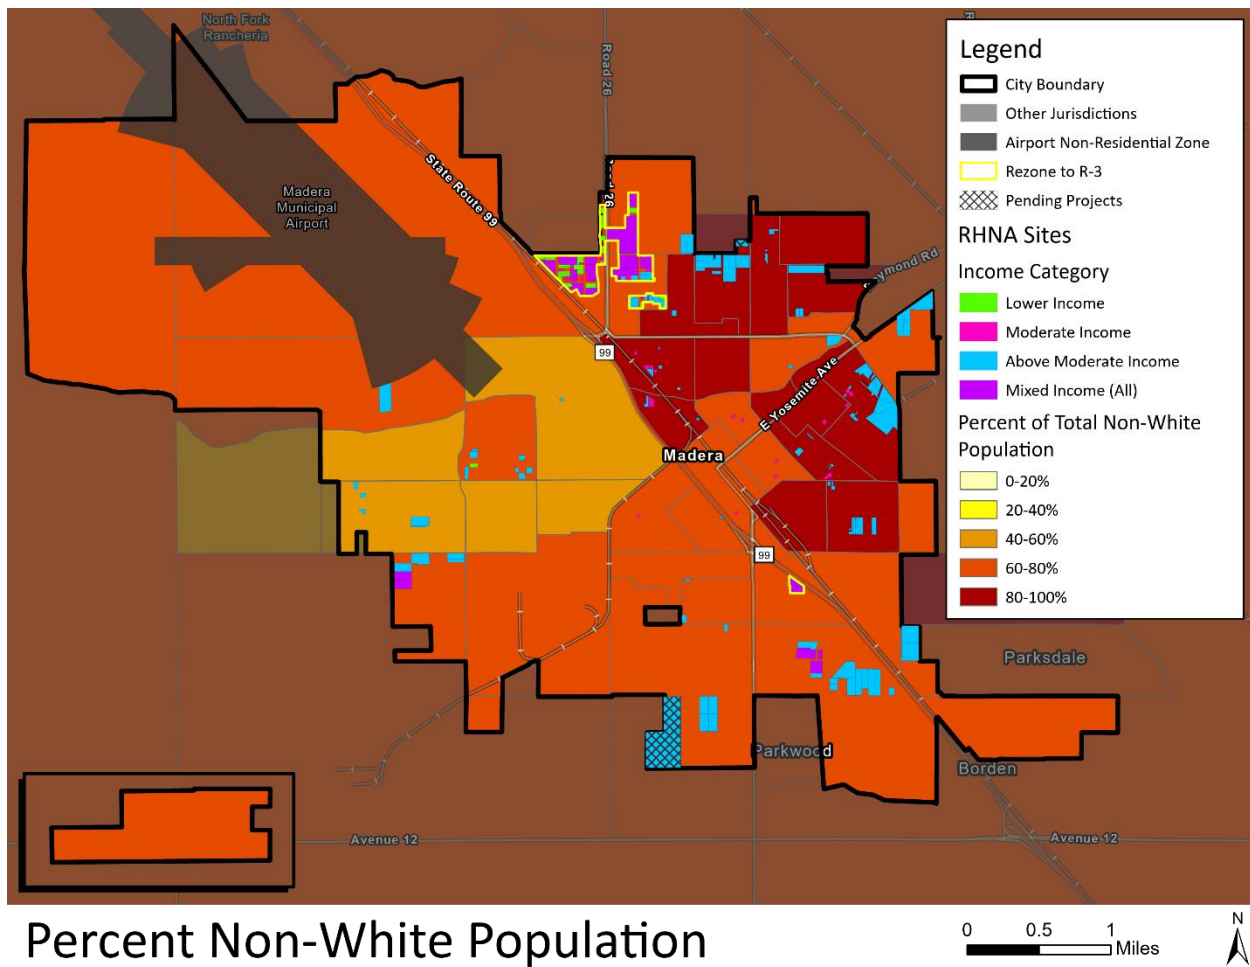 North Fork
Rancheria
Road 26
Legend
City Boundary
Other Jurisdictions
Airport Non-Residential Zone
Rezone to R-3
Pending Projects
RHNA Sites
Income Category
Lower Income
Moderate Income
Above Moderate Income
Mixed Income (All)
Percent of Total Non-White
Population
0-20%
20-40%
40-60%
60-80%
80-100%
State Route 99
26
Madera
Municipal
Airport
aymond Rd
99
E Yosemite Ave
Madera
99
Parksdale
Parkwood
Borden
Avenue 12
Avenue 12
Percent Non-White Population
0 0.5 1
Miles
N